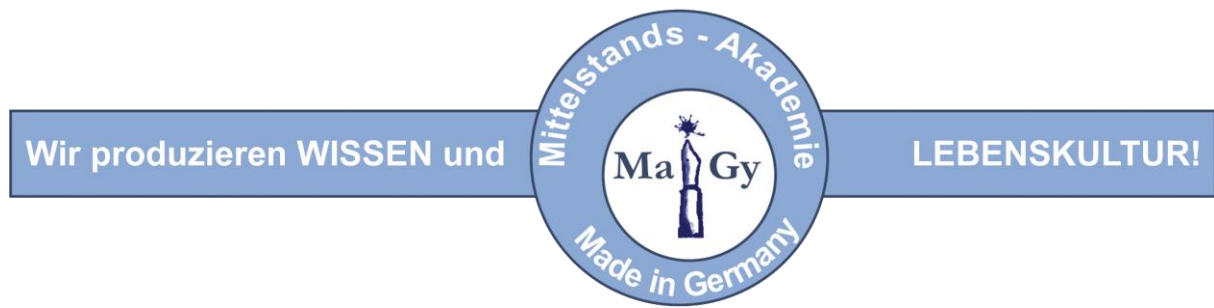 Wir produzieren WISSEN und
Mittelstands - Akademie
Ma Gy
Made in Germany
LEBENSKULTUR!